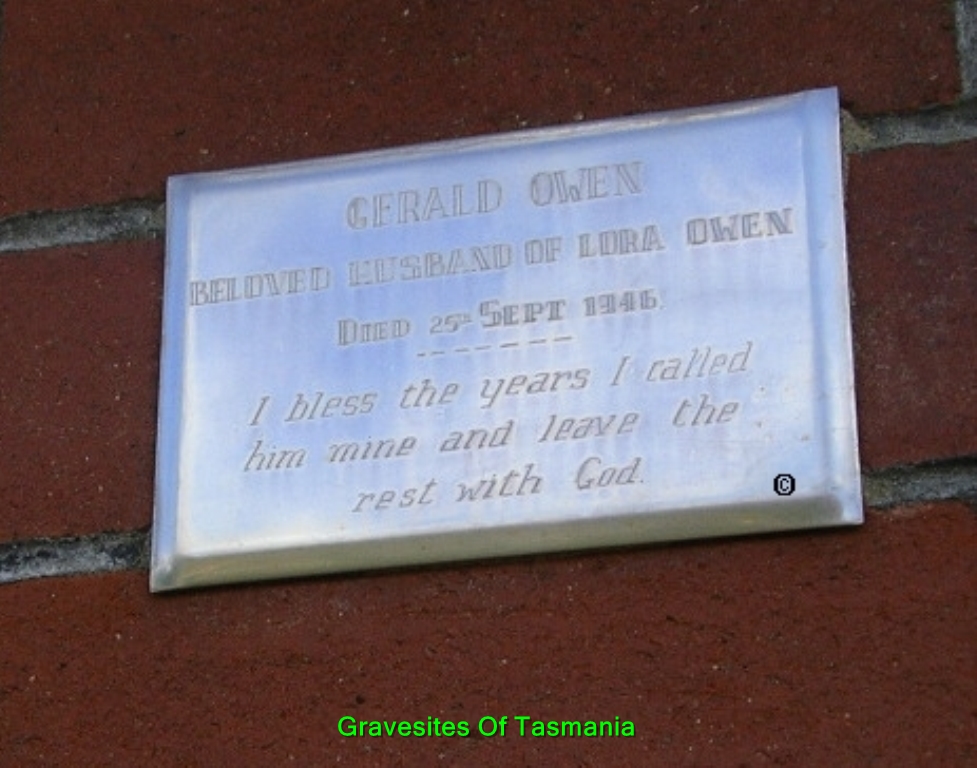 GERALD OWEN
BELOVED HUSBAND OF LORA OWEN
DIED 25TH SEPT 1946.
I bless the years I called
him mine and leave the
rest with God.
©
Gravesites Of Tasmania